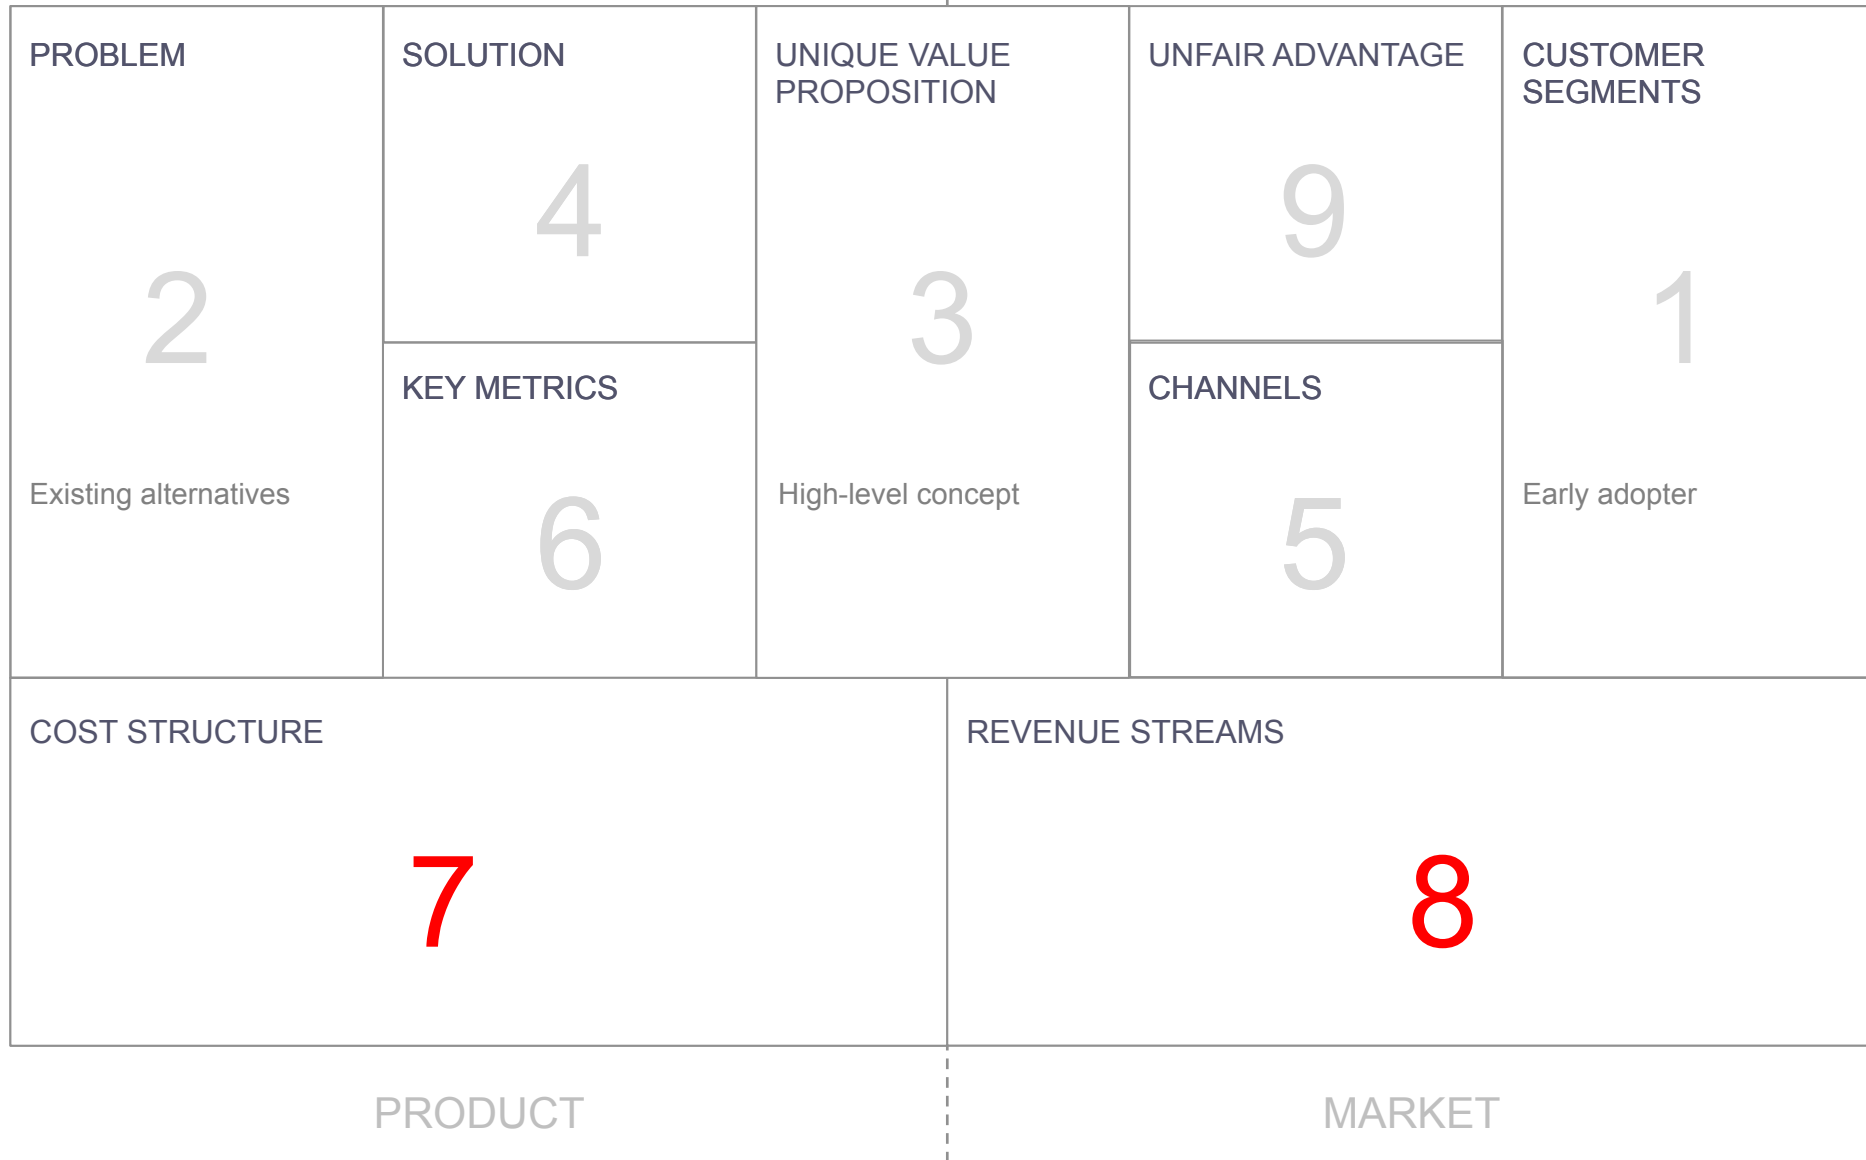 PROBLEM
2
Existing alternatives
SOLUTION
4
KEY METRICS
6
UNIQUE VALUE
PROPOSITION
3
High-level concept
UNFAIR ADVANTAGE
9
CHANNELS
5
CUSTOMER
SEGMENTS
1
Early adopter
COST STRUCTURE
7
REVENUE STREAMS
8
PRODUCT
MARKET